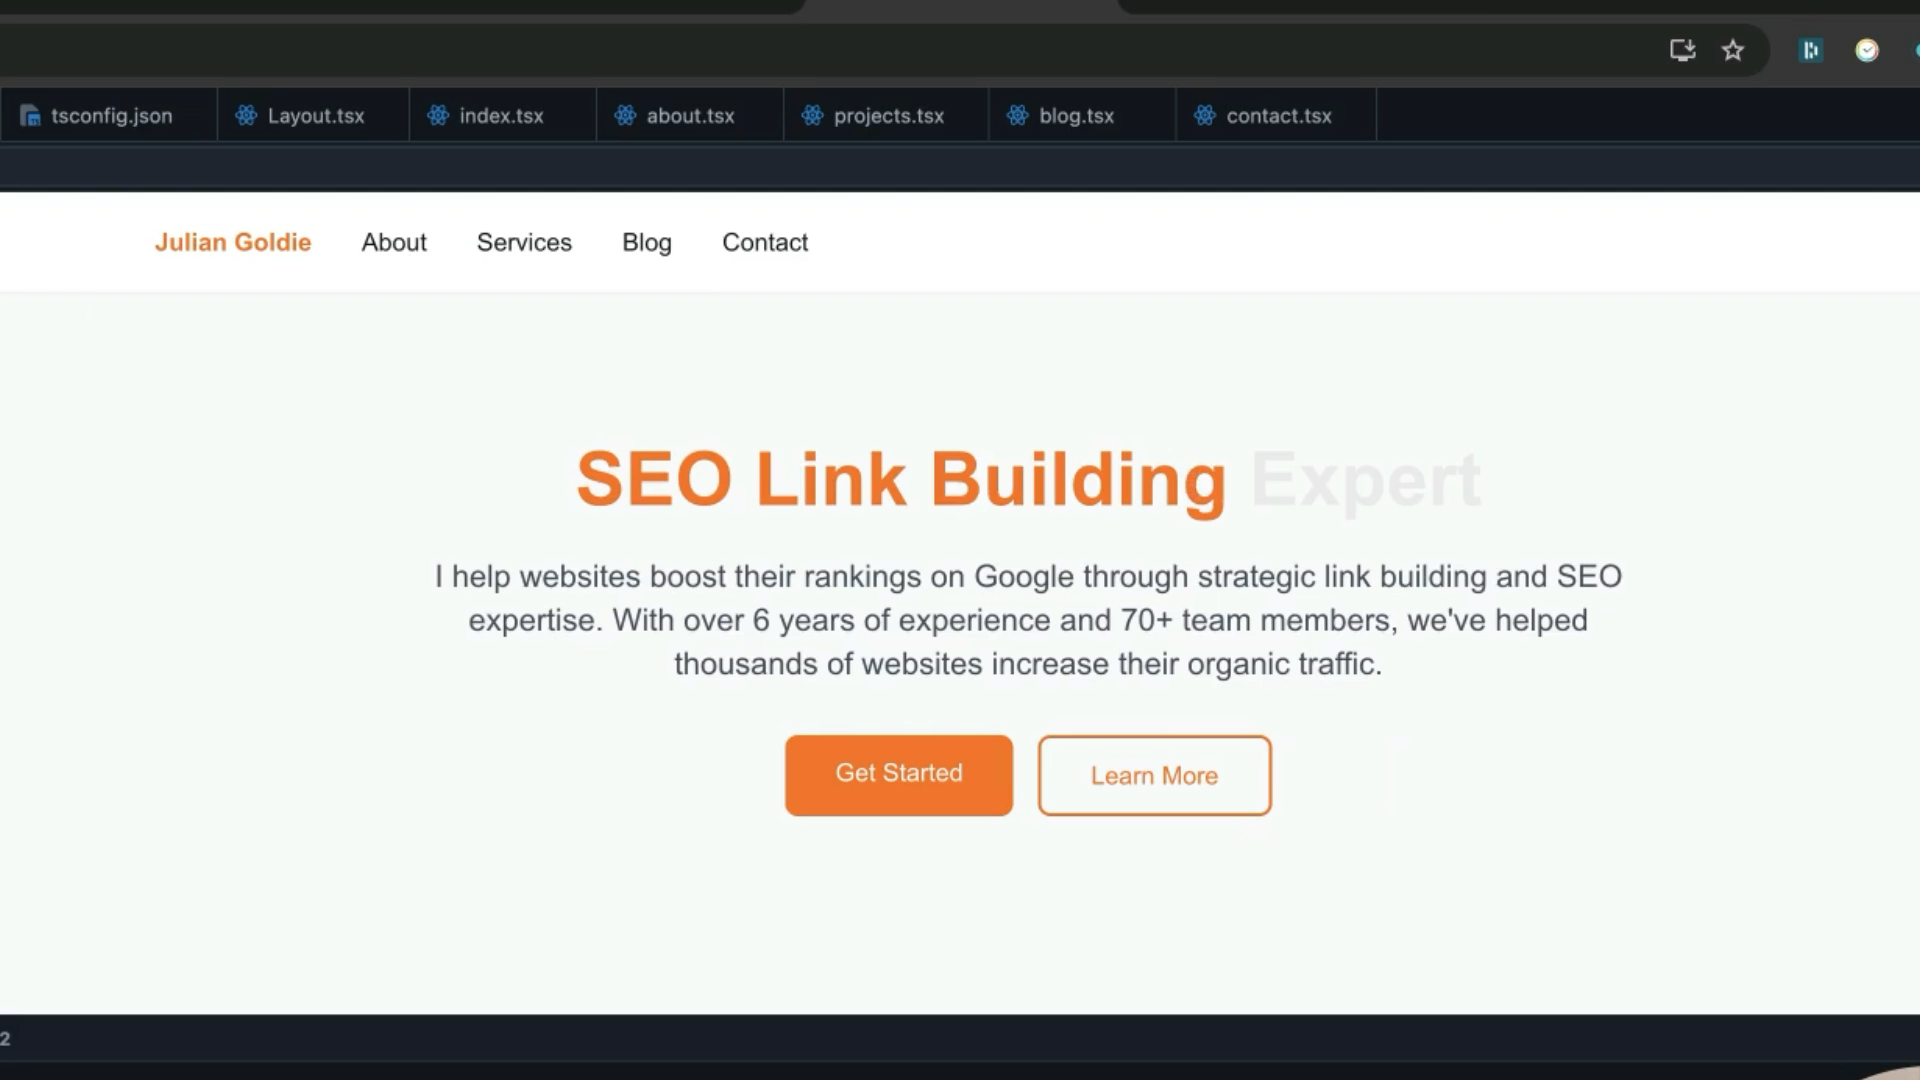 tsconfig.json Layout.tsx index.tsx about.tsx projects.tsx blog.tsx contact.tsx
Julian Goldie About Services Blog Contact
SEO Link Building Expert
I help websites boost their rankings on Google through strategic link building and SEO
expertise. With over 6 years of experience and 70+ team members, we've helped
thousands of websites increase their organic traffic.
Get Started Learn More
2